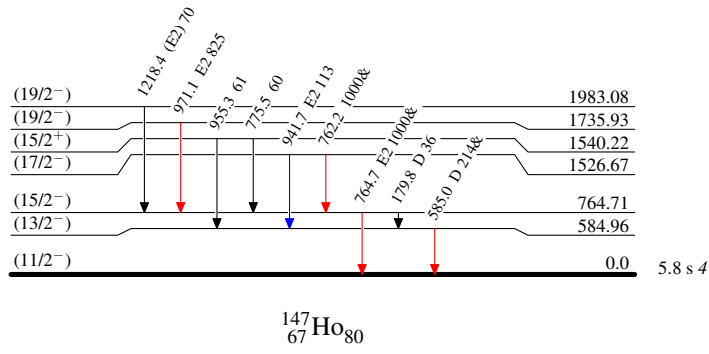 1218.4 (E2) 70
971.1 E2 825
955.3 61
775.5 60
941.7 E2 113
762.2 1000&
764.7 E2 1000&
179.8 D 36
585.0 D 214&
(19/2−) 1983.08
(19/2−) 1735.93
(15/2+) 1540.22
(17/2−) 1526.67
(15/2−) 764.71
(13/2−) 584.96
(11/2−) 0.0 5.8 s 4
¹⁴⁷₆₇Ho₈₀